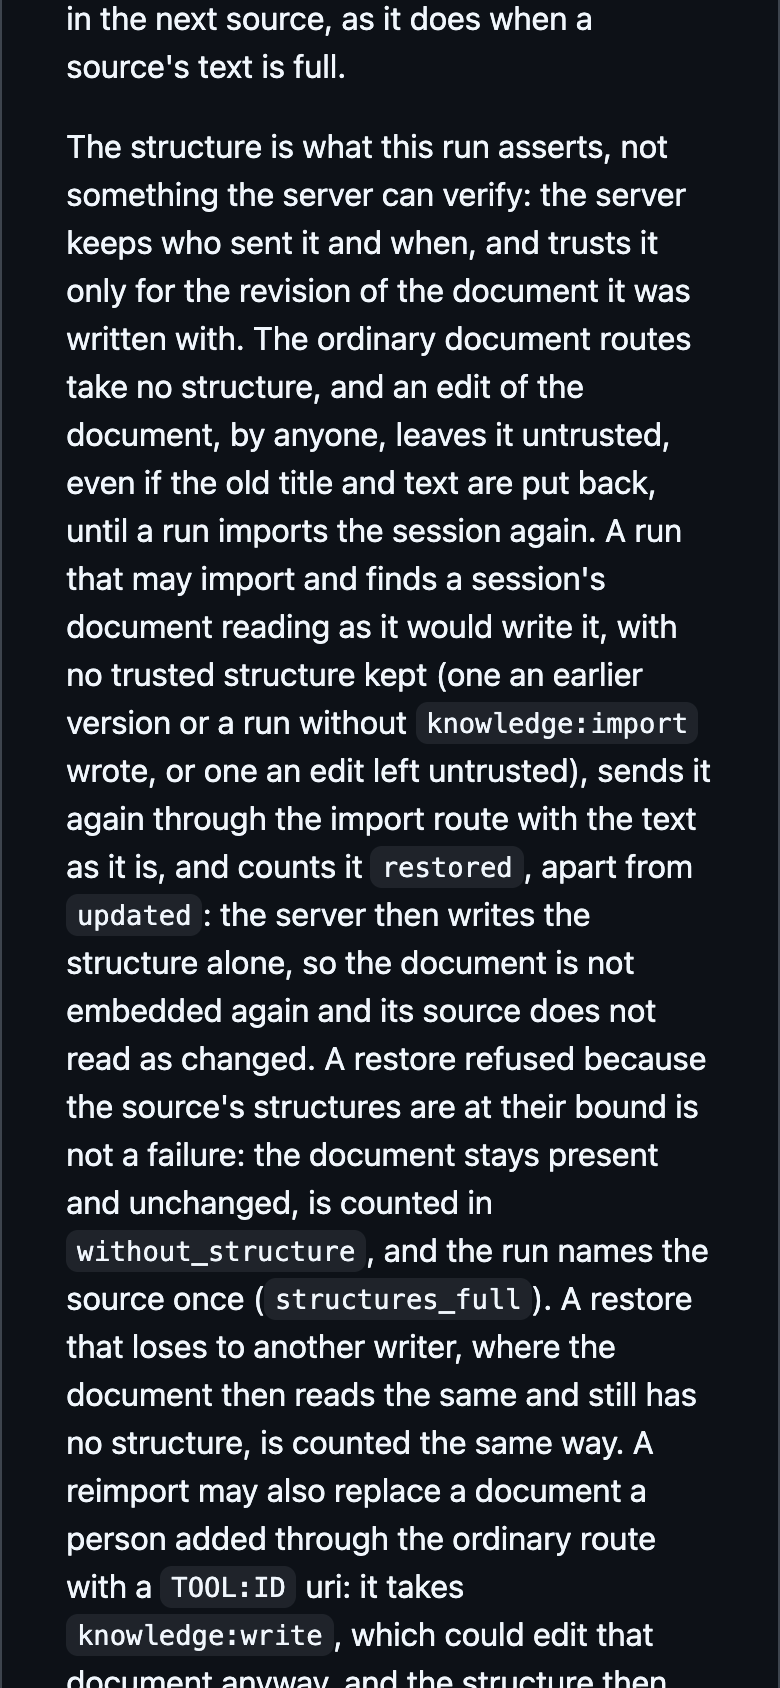 in the next source, as it does when a
source's text is full.
The structure is what this run asserts, not
something the server can verify: the server
keeps who sent it and when, and trusts it
only for the revision of the document it was
written with. The ordinary document routes
take no structure, and an edit of the
document, by anyone, leaves it untrusted,
even if the old title and text are put back,
until a run imports the session again. A run
that may import and finds a session's
document reading as it would write it, with
no trusted structure kept (one an earlier
version or a run without knowledge:import
wrote, or one an edit left untrusted), sends it
again through the import route with the text
as it is, and counts it restored, apart from
updated: the server then writes the
structure alone, so the document is not
embedded again and its source does not
read as changed. A restore refused because
the source's structures are at their bound is
not a failure: the document stays present
and unchanged, is counted in
without_structure, and the run names the
source once (structures_full). A restore
that loses to another writer, where the
document then reads the same and still has
no structure, is counted the same way. A
reimport may also replace a document a
person added through the ordinary route
with a TOOL:ID uri: it takes
knowledge:write, which could edit that
document anyway, and the structure then